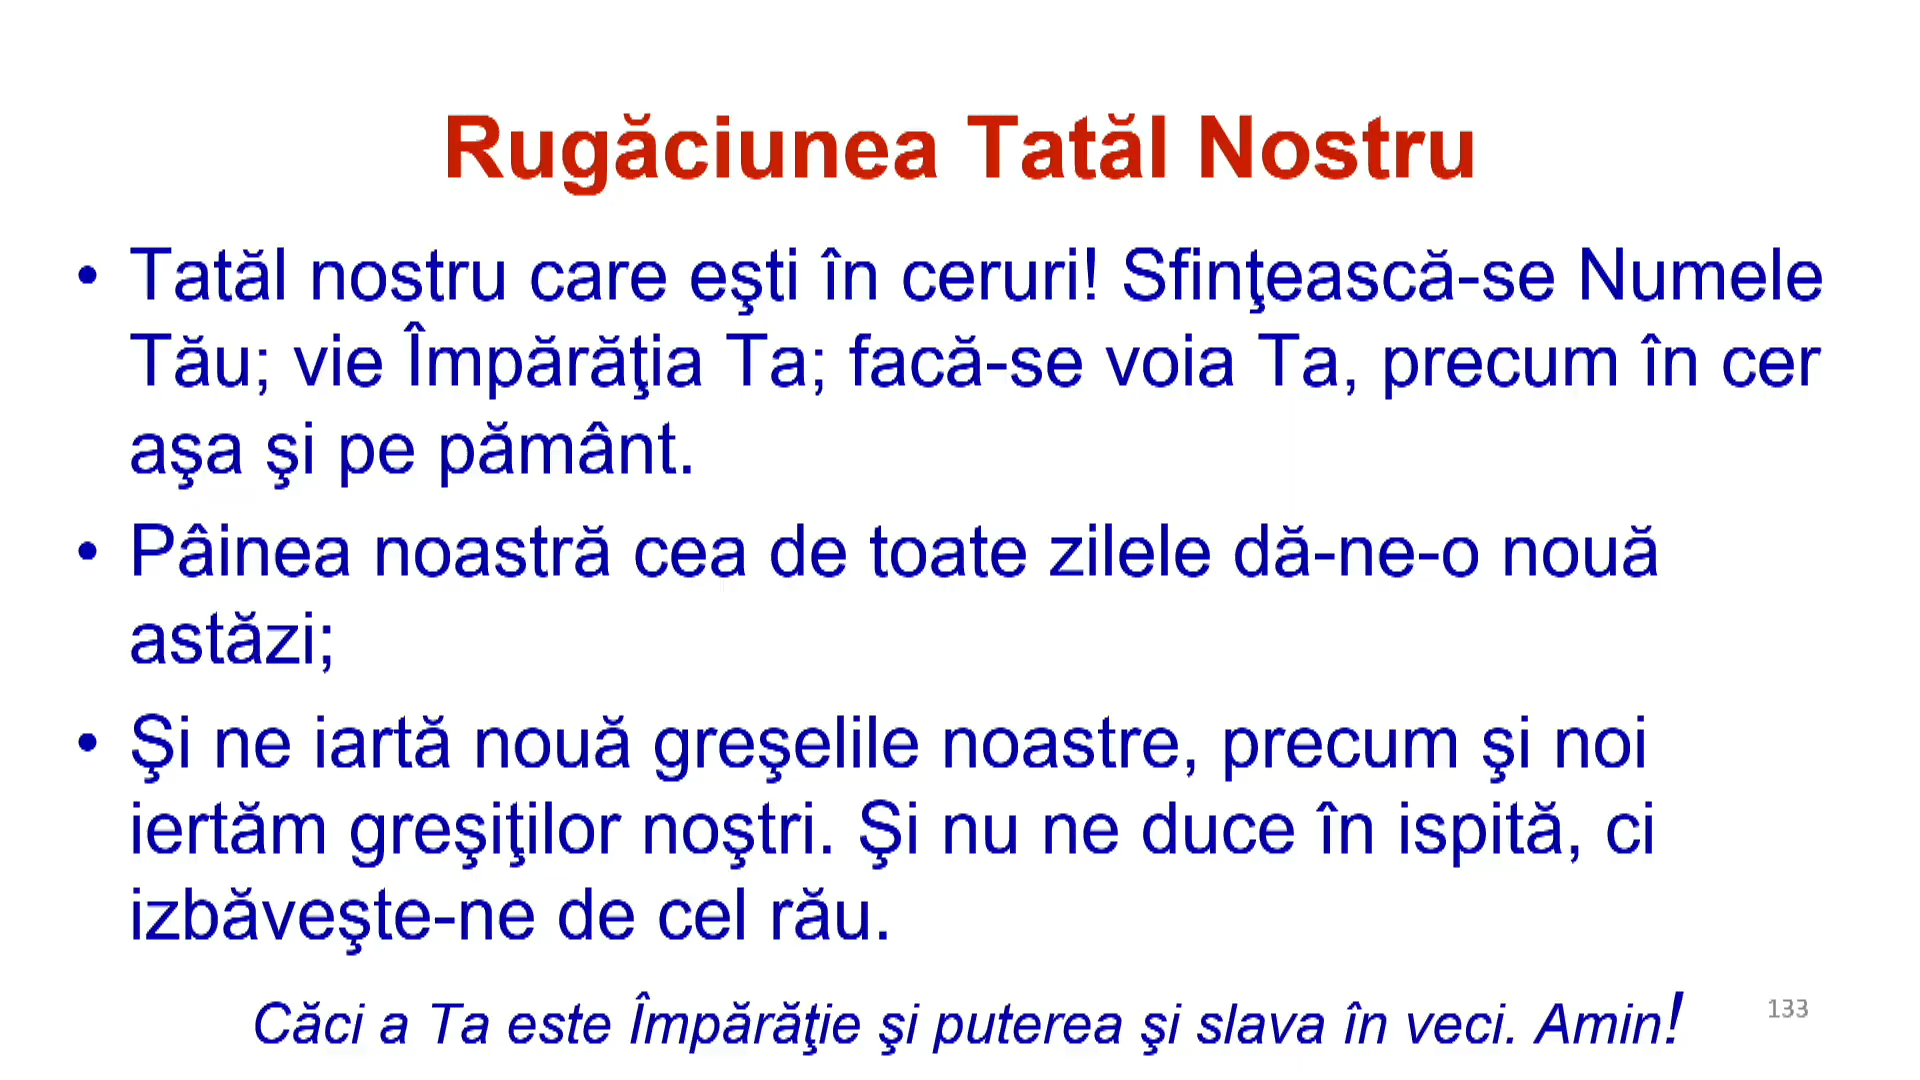 Rugăciunea Tatăl Nostru
• Tatăl nostru care eşti în ceruri! Sfinţească-se Numele
Tău; vie Împărăţia Ta; facă-se voia Ta, precum în cer
aşa şi pe pământ.
• Pâinea noastră cea de toate zilele dă-ne-o nouă
astăzi;
• Şi ne iartă nouă greşelile noastre, precum şi noi
iertăm greşiţilor noştri. Şi nu ne duce în ispită, ci
izbăveşte-ne de cel rău.
Căci a Ta este Împărăţie şi puterea şi slava în veci. Amin!
133